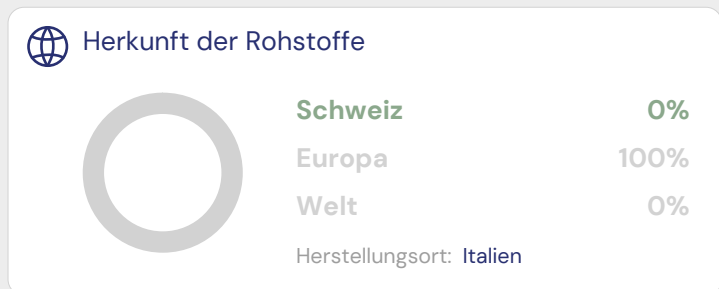 Herkunft der Rohstoffe
Schweiz 0%
Europa 100%
Welt 0%
Herstellungsort: Italien